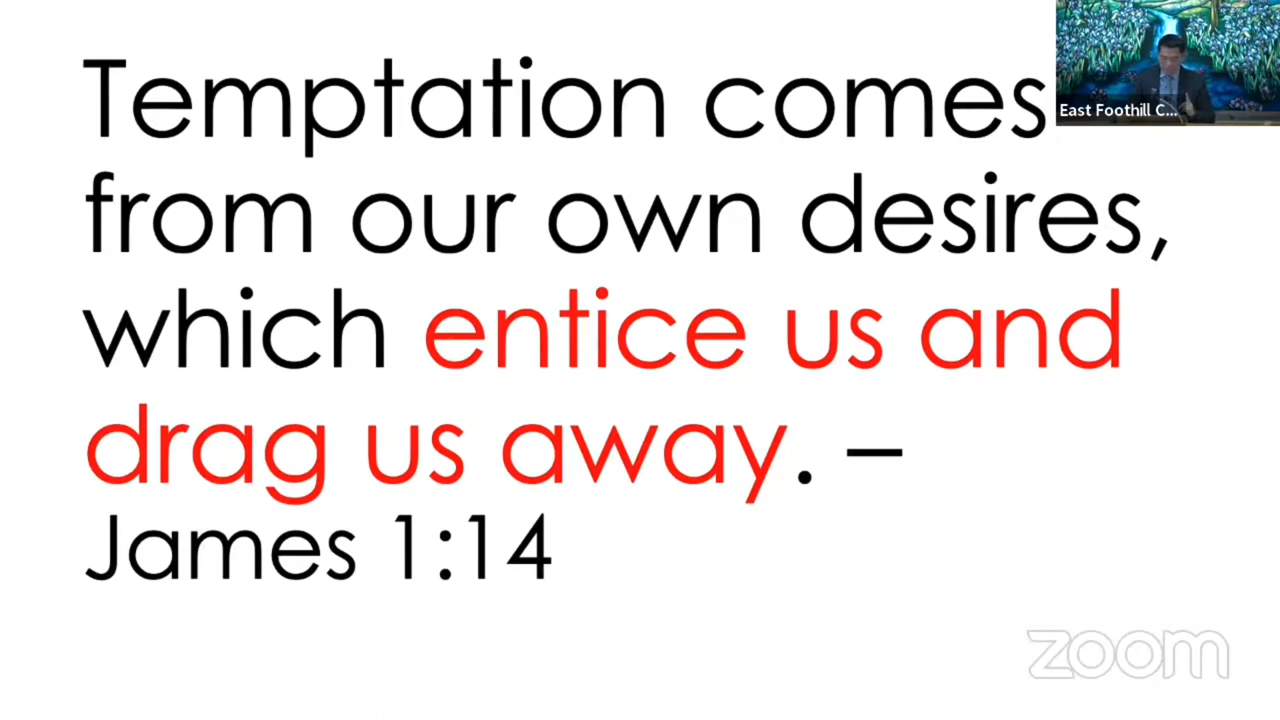 Temptation comes
from our own desires,
which entice us and
drag us away. –
James 1:14
East Foothill C...
zoom